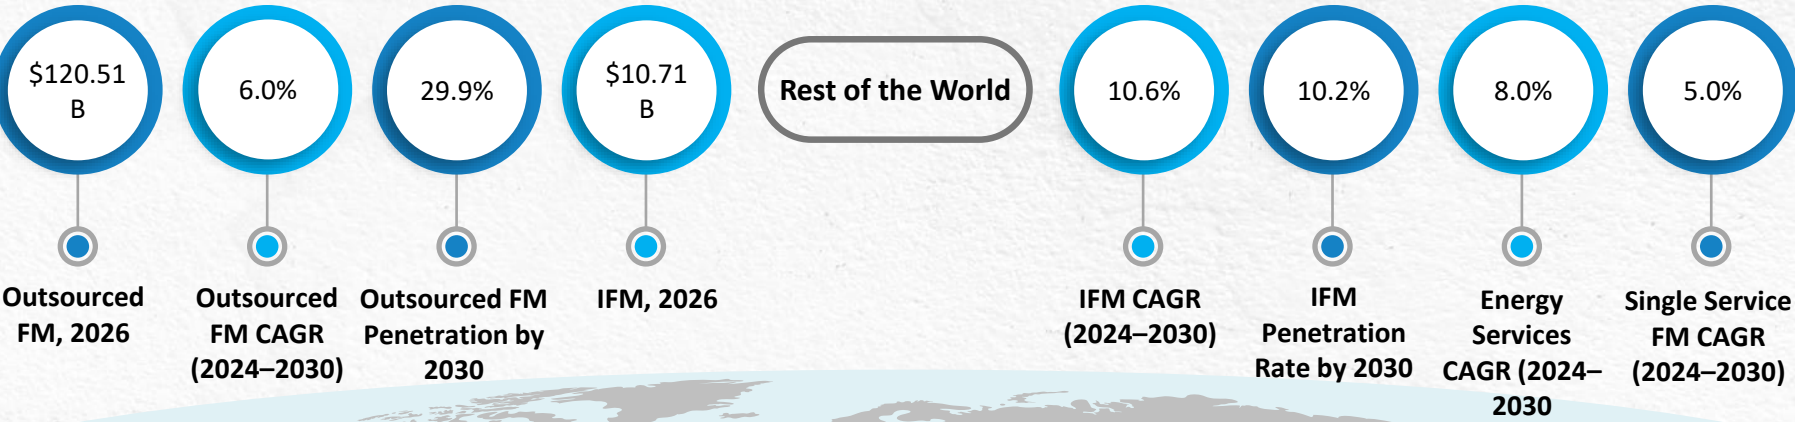 $120.51
B
6.0%
29.9%
$10.71
B
Rest of the World
10.6%
10.2%
8.0%
5.0%
Outsourced
FM, 2026
Outsourced
FM CAGR
(2024–2030)
Outsourced FM
Penetration by
2030
IFM, 2026
IFM CAGR
(2024–2030)
IFM
Penetration
Rate by 2030
Energy
Services
CAGR (2024–
2030
Single Service
FM CAGR
(2024–2030)